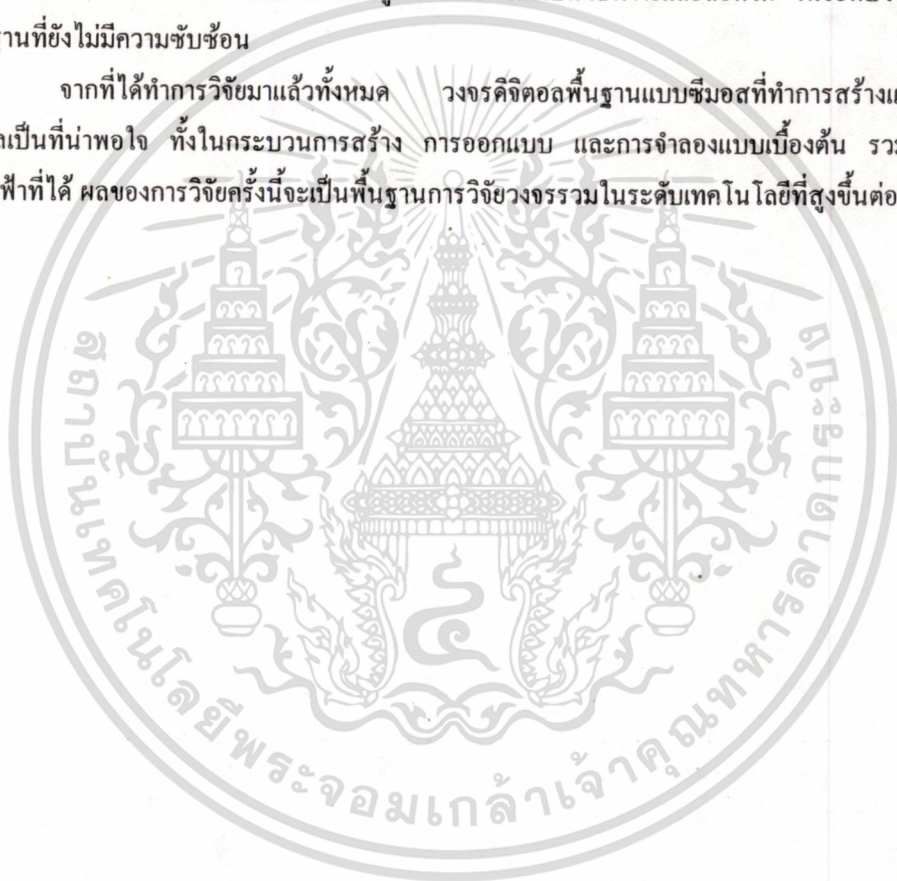 ฐานที่ยังไม่มีความซับซ้อน
จากที่ได้ทำการวิจัยมาแล้วทั้งหมด วงจรดิจิตอลพื้นฐานแบบซีมอสที่ทำการสร้าง
เป็นที่น่าพอใจ ทั้งในกระบวนการสร้าง การออกแบบ และการจำลองแบบเบื้องต้น
ฟ้าที่ได้ ผลของการวิจัยครั้งนี้จะเป็นพื้นฐานการวิจัยวงจรรวมในระดับเทคโนโลยีที่สูงขึ้นต่อ
สถาบันเทคโนโลยีพระจอมเกล้าเจ้าคุณทหารลาดกระบัง